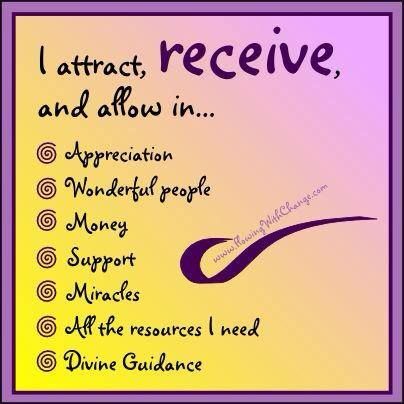 I attract, receive,
and allow in...
Appreciation
Wonderful people
Money
www.FlowingWithChange.com
Support
Miracles
All the resources I need
Divine Guidance